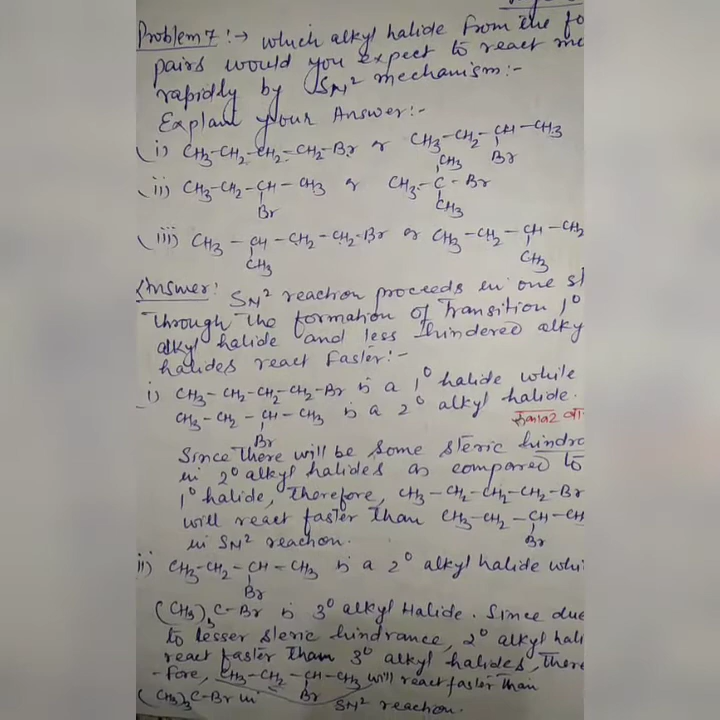 Problem 7 :→ which alkyl halide from the fo
pairs would you expect to react mo
rapidly by SN² mechanism:-
Explain your Answer:-
i) CH3-CH2-CH2-CH2-Br or CH3-CH2-CH-CH3
Br
ii) CH3-CH2-CH-CH3 or CH3-C-Br
Br
CH3
CH3
iii) CH3-CH-CH2-CH2-Br or CH3-CH2-CH-CH2
CH3
CH3
Answer: SN² reaction proceeds in one st
through the formation of Transition 1°
alkyl halide and less hindered alky
halides react faster:-
i) CH3-CH2-CH2-CH2-Br is a 1° halide while
CH3-CH2-CH-CH3 is a 2° alkyl halide.
Br
Since there will be some steric hindra
in 2° alkyl halides as compared to
1° halide, Therefore, CH3-CH2-CH2-CH2-Br
will react faster than CH3-CH2-CH-CH
Br
in SN² reaction.
ii) CH3-CH2-CH-CH3 is a 2° alkyl halide whi
Br
(CH3)3C-Br is 3° alkyl Halide. Since due
to lesser steric hindrance, 2° alkyl hali
react faster than 3° alkyl halides, There
-fore, CH3-CH2-CH-CH3 will react faster than
Br
(CH3)3C-Br in SN² reaction.